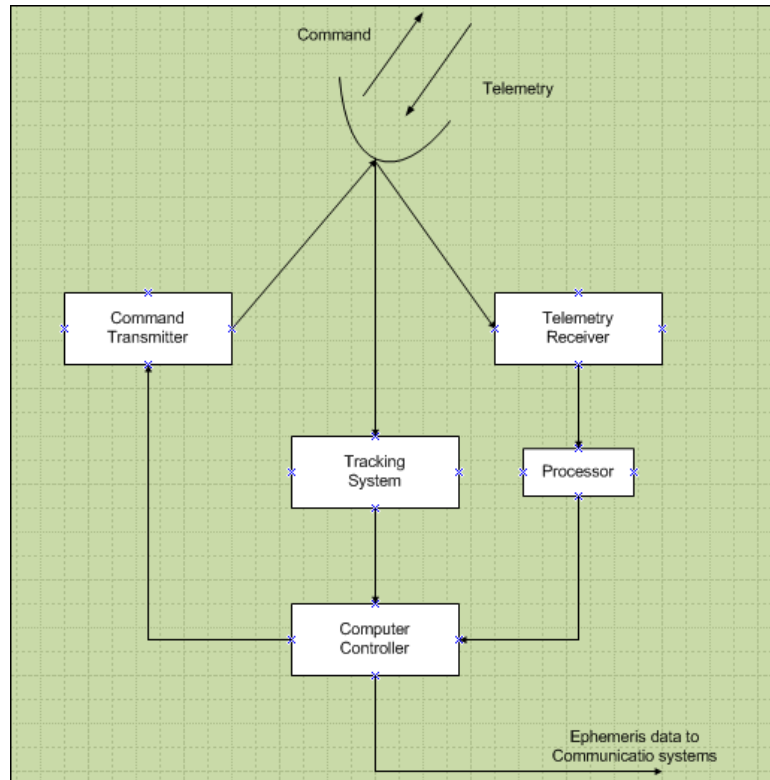 Command
Telemetry
Command
Transmitter
Telemetry
Receiver
Tracking
System
Processor
Computer
Controller
Ephemeris data to
Communicatio systems